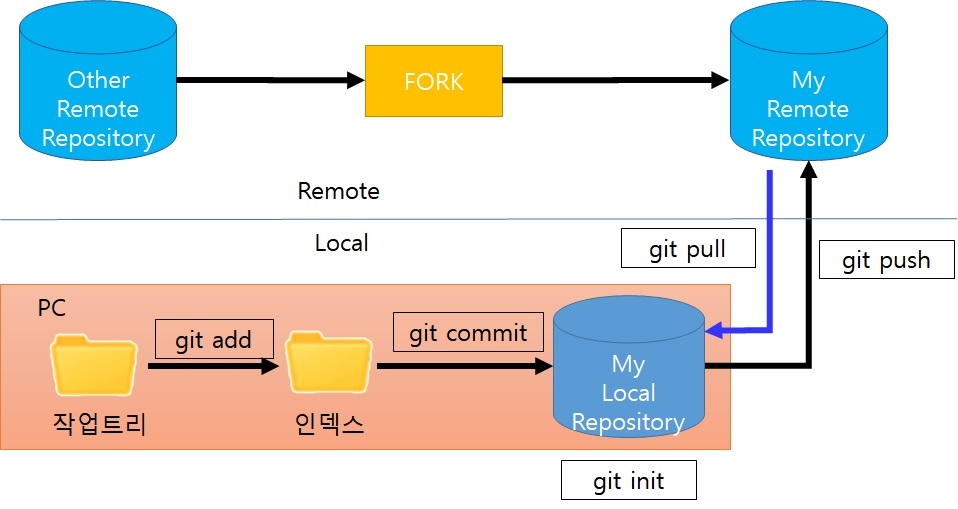 Other
Remote
Repository
FORK
My
Remote
Repository
Remote
Local
git pull
git push
PC
git add
git commit
작업트리
인덱스
My
Local
Repository
git init